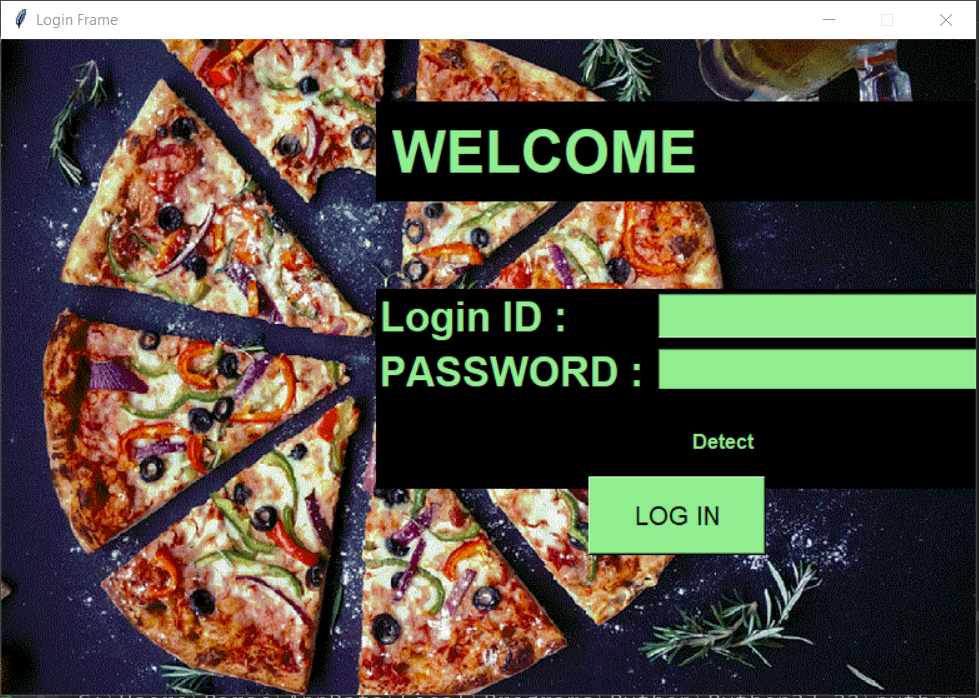 Login Frame
WELCOME
Login ID :
PASSWORD :
Detect
LOG IN